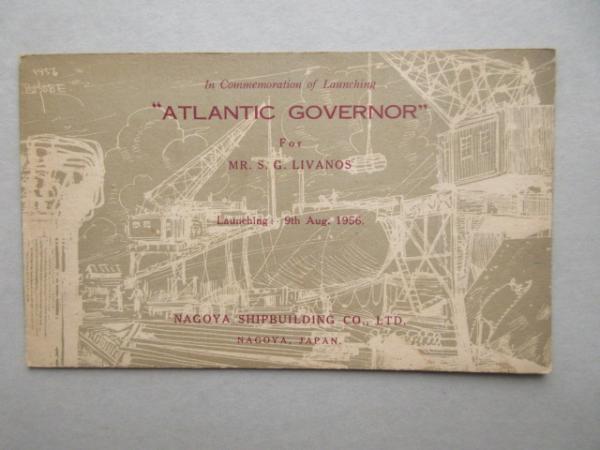 1956
In Commemoration of Launching
"ATLANTIC GOVERNOR"
For
MR. S. G. LIVANOS
Launching: 9th Aug. 1956.
NAGOYA SHIPBUILDING CO., LTD.
NAGOYA, JAPAN.